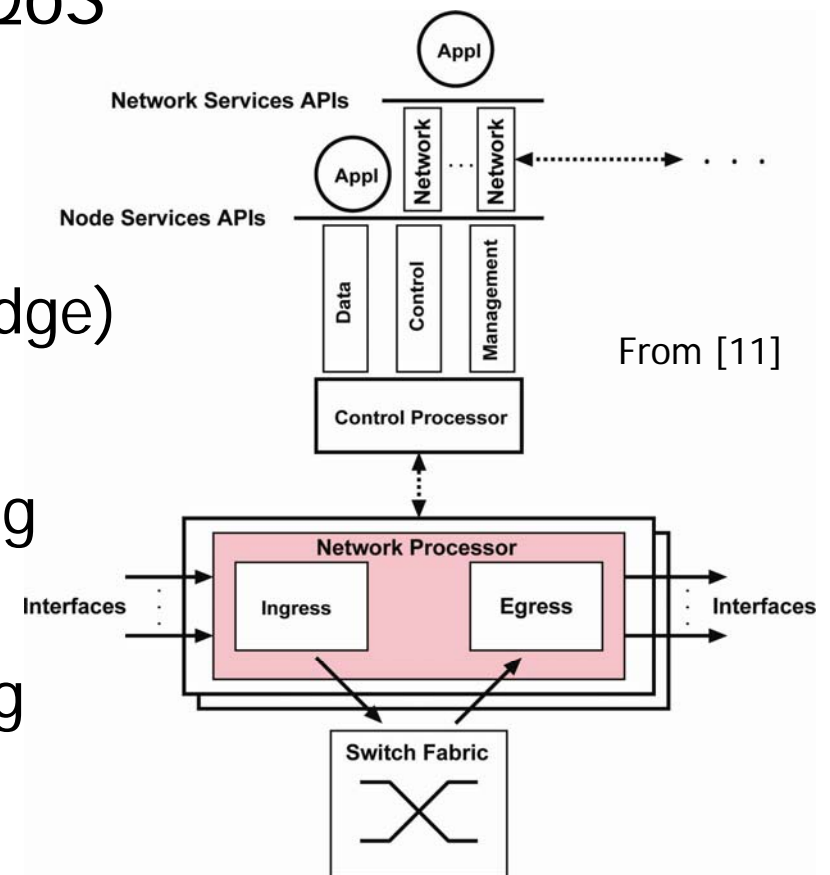 QoS
Appl
Network Services APIs
Network
...
Network
. . .
Appl
Node Services APIs
Data
Control
Management
dge)
From [11]
Control Processor
g
Network Processor
Interfaces
Ingress
Egress
Interfaces
g
Switch Fabric